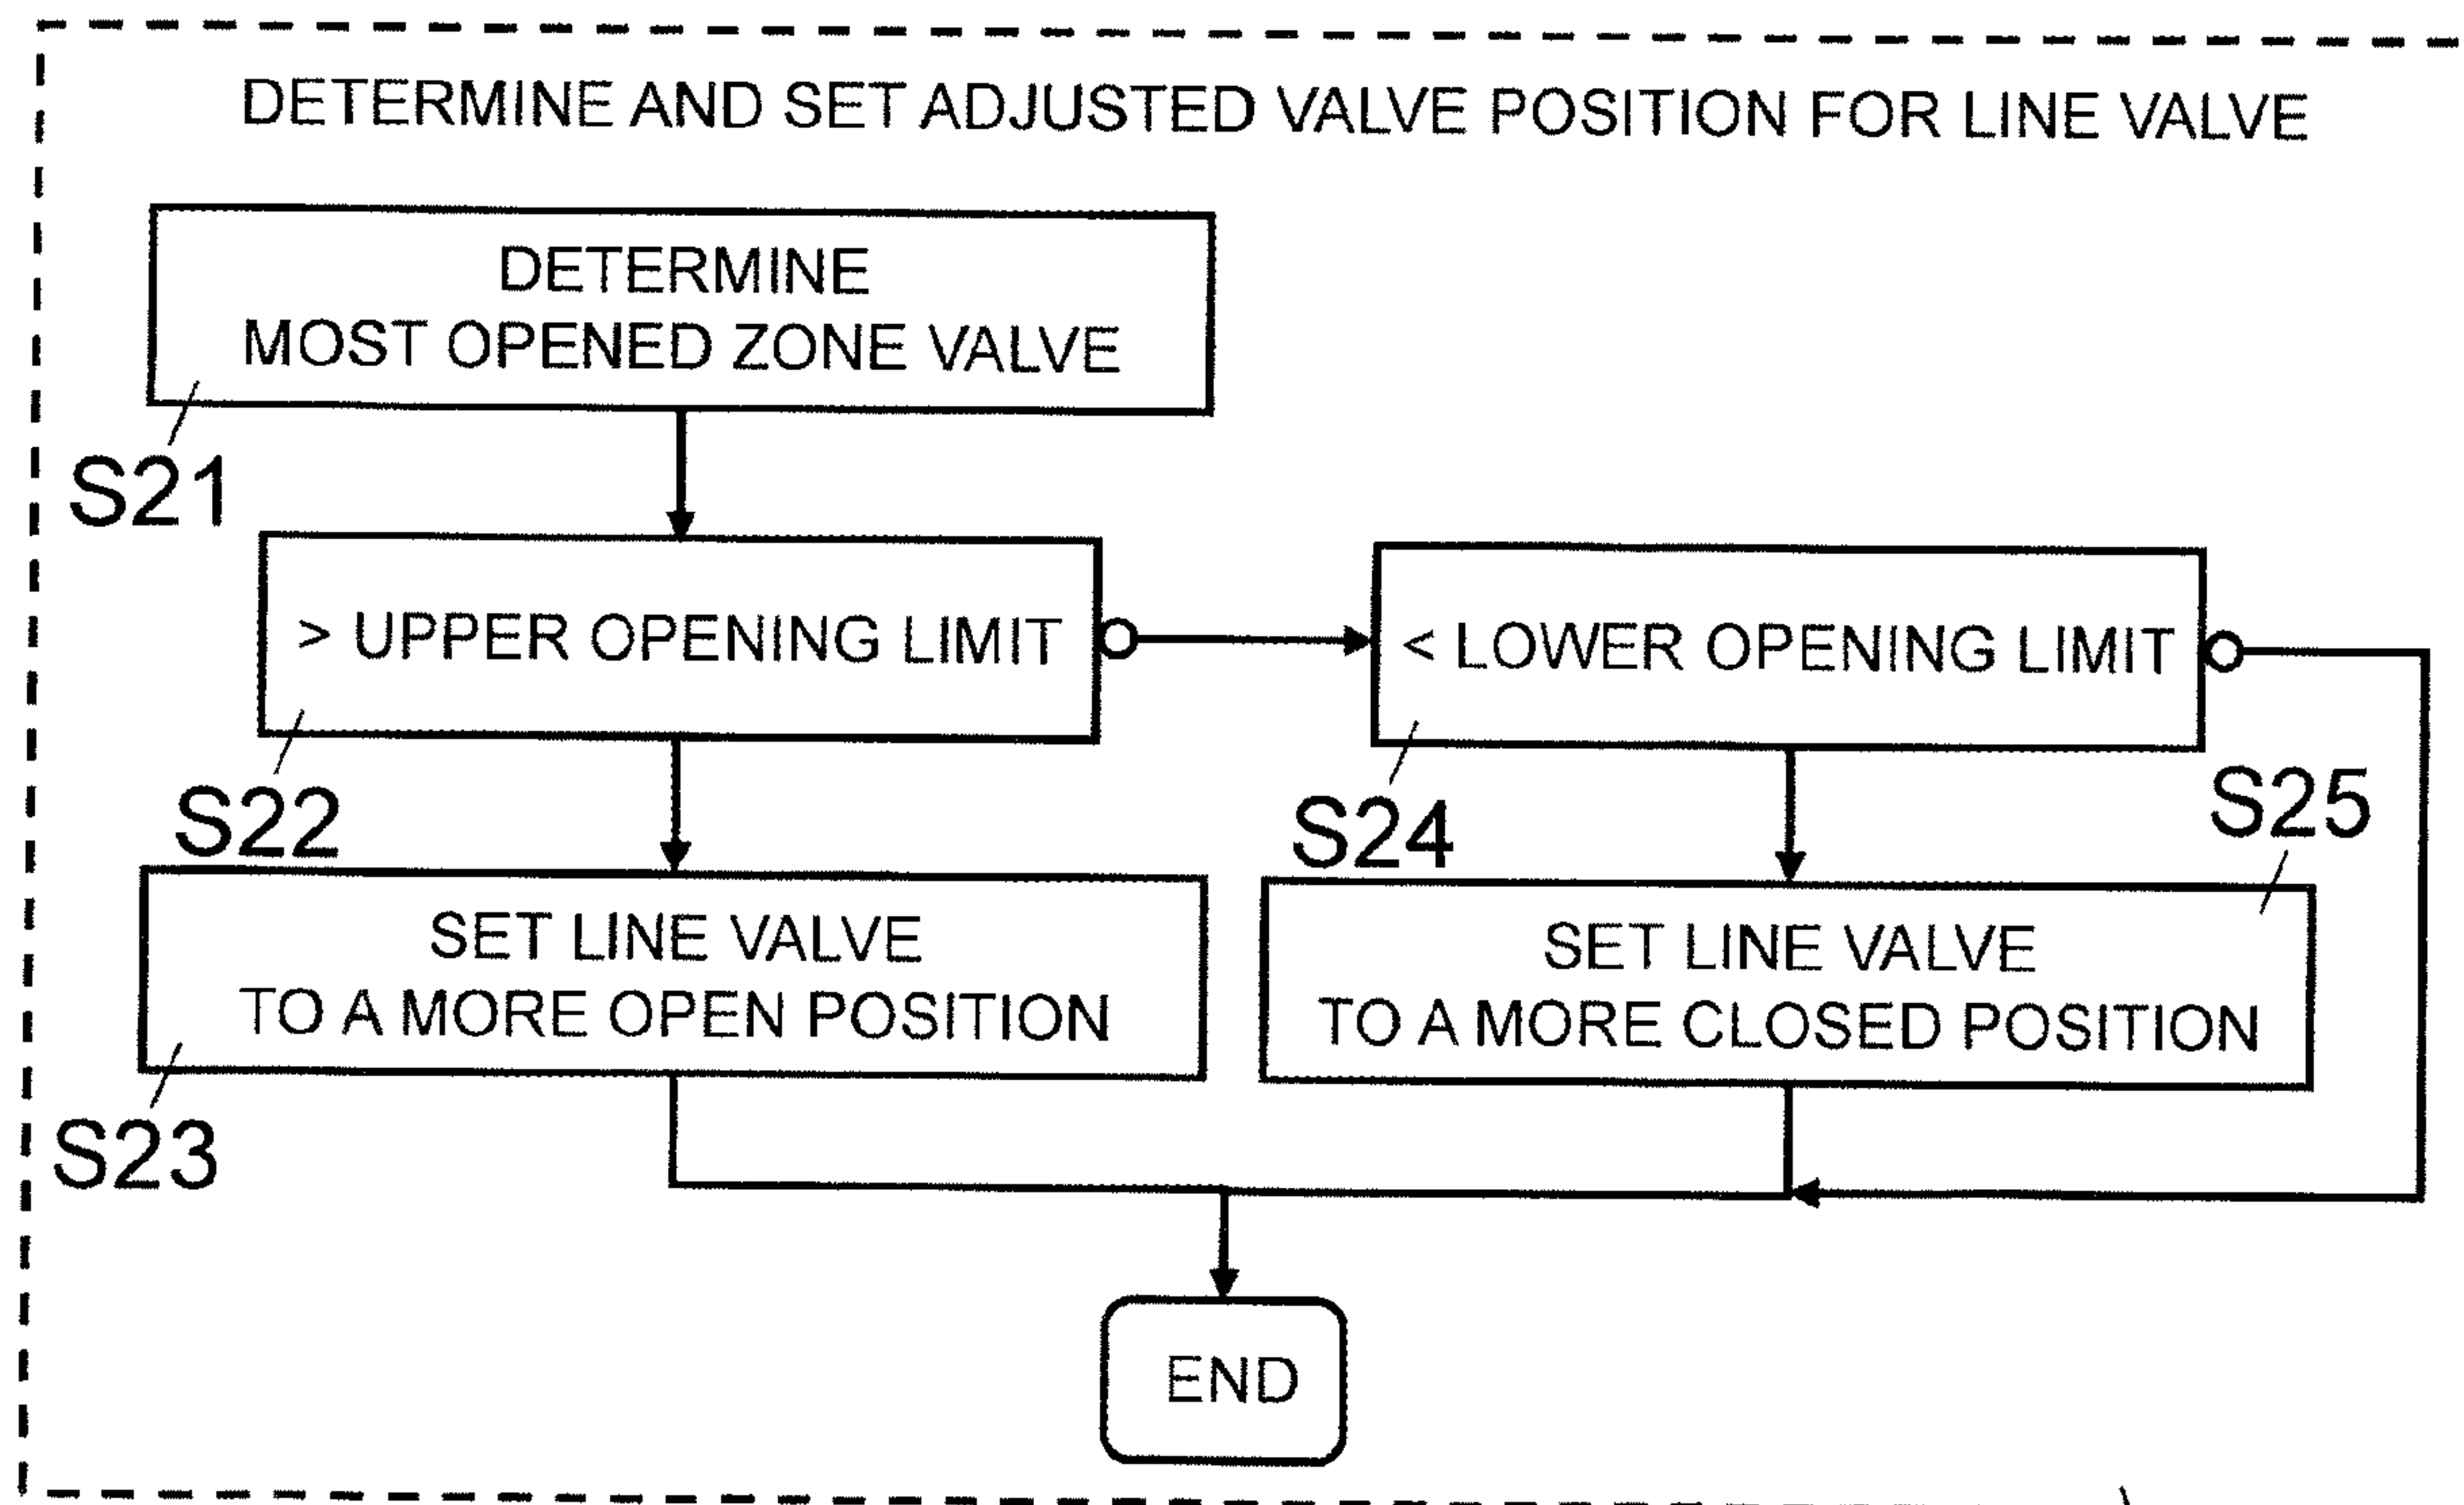 DETERMINE AND SET ADJUSTED VALVE POSITION FOR LINE VALVE
DETERMINE
MOST OPENED ZONE VALVE
S21
> UPPER OPENING LIMIT
S22
< LOWER OPENING LIMIT
S24
SET LINE VALVE
TO A MORE OPEN POSITION
S23
S25
SET LINE VALVE
TO A MORE CLOSED POSITION
END